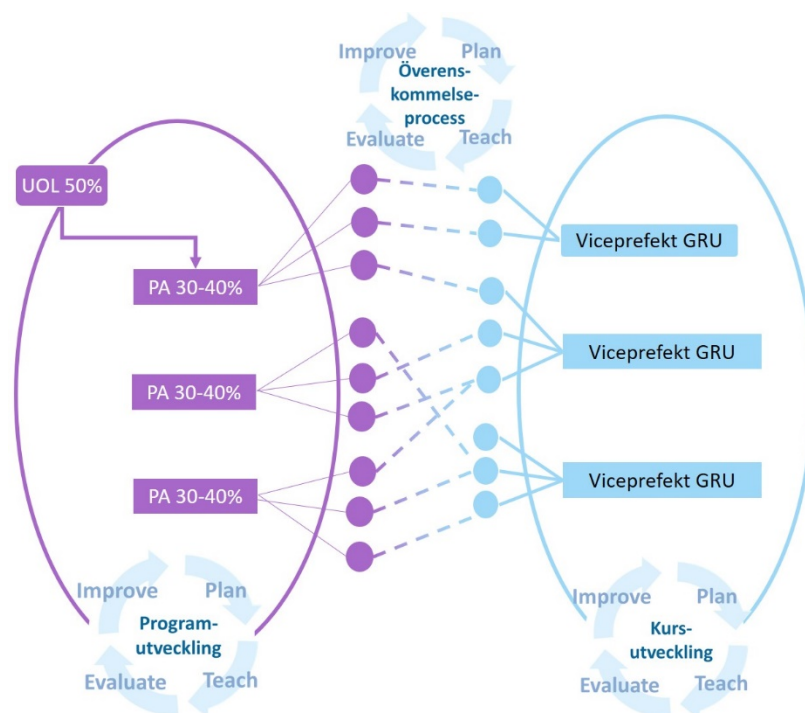 Improve Plan
Överens-
kommelse-
process
Evaluate Teach
UOL 50%
PA 30-40%
PA 30-40%
PA 30-40%
Viceprefekt GRU
Viceprefekt GRU
Viceprefekt GRU
Improve Plan
Program-
utveckling
Evaluate Teach
Improve Plan
Kurs-
utveckling
Evaluate Teach